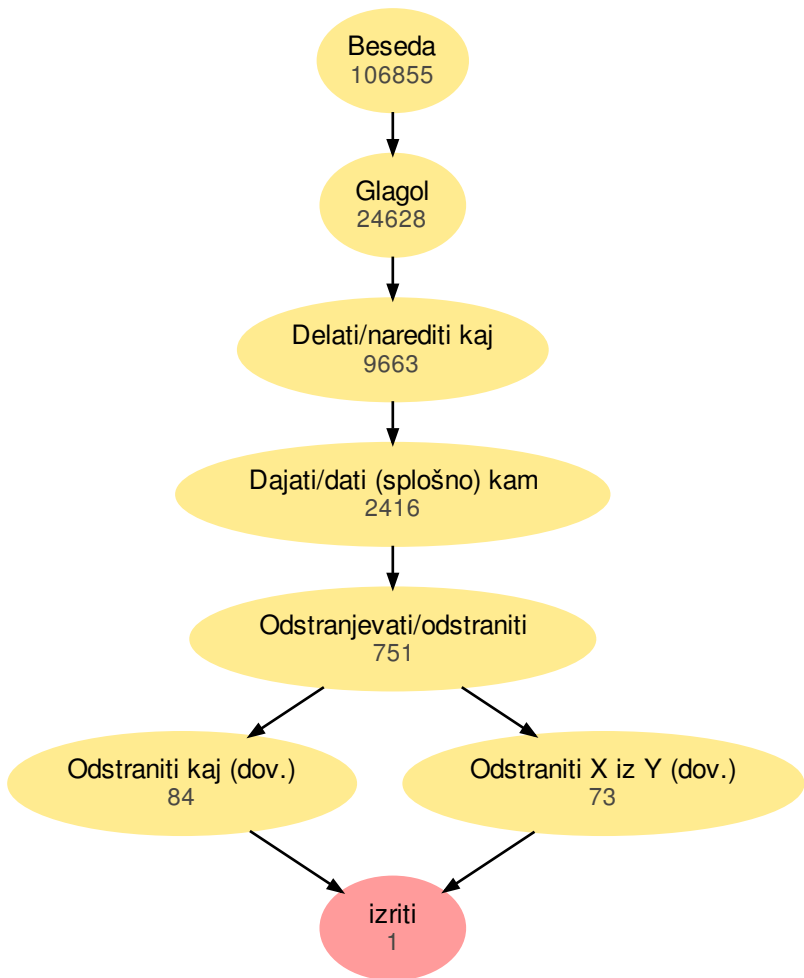 Beseda
106855
Glagol
24628
Delati/narediti kaj
9663
Dajati/dati (splošno) kam
2416
Odstranjevati/odstraniti
751
Odstraniti kaj (dov.)
84
Odstraniti X iz Y (dov.)
73
izriti
1